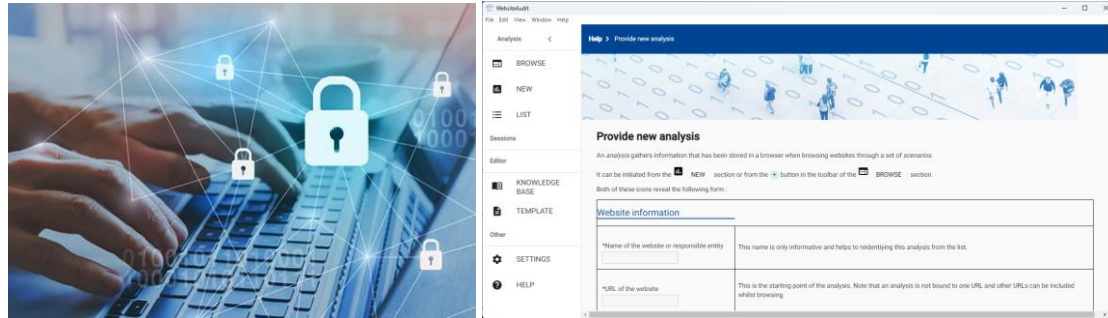 WebsiteAudit
File Edit View Window Help
Analysis <
BROWSE
NEW
LIST
Sessions
Editor
KNOWLEDGE
BASE
TEMPLATE
Other
SETTINGS
HELP
Help > Provide new analysis
Provide new analysis
An analysis gathers information that has been stored in a browser when browsing websites through a set of scenarios.
It can be initiated from the NEW section or from the button in the toolbar of the BROWSE section.
Both of these icons reveal the following form :
Website information
*Name of the website or responsible entity
This name is only informative and helps to reidentiying this analysis from the list.
*URL of the website
This is the starting point of the analysis. Note that an analysis is not bound to one URL and other URLs can be included
whilst browsing.